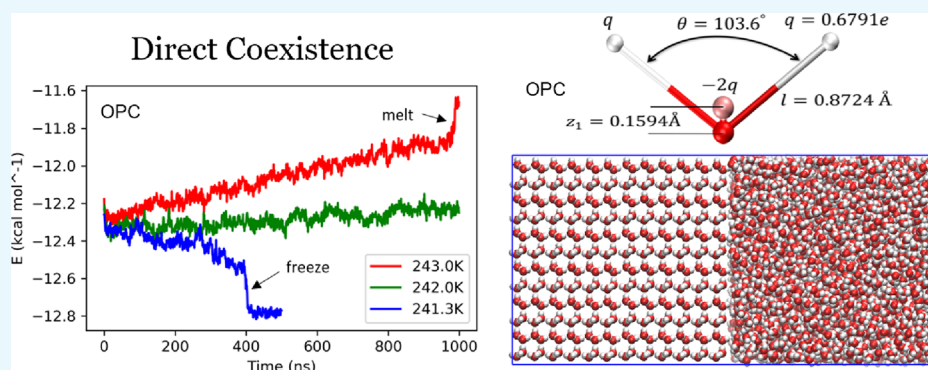 Direct Coexistence
OPC
E (kcal mol^-1)
−11.6
−11.8
−12.0
−12.2
−12.4
−12.6
−12.8
melt
freeze
243.0K
242.0K
241.3K
0
200
400
600
800
1000
Time (ns)
q
θ = 103.6°
q = 0.6791e
OPC
−2q
l = 0.8724 Å
z₁ = 0.1594Å